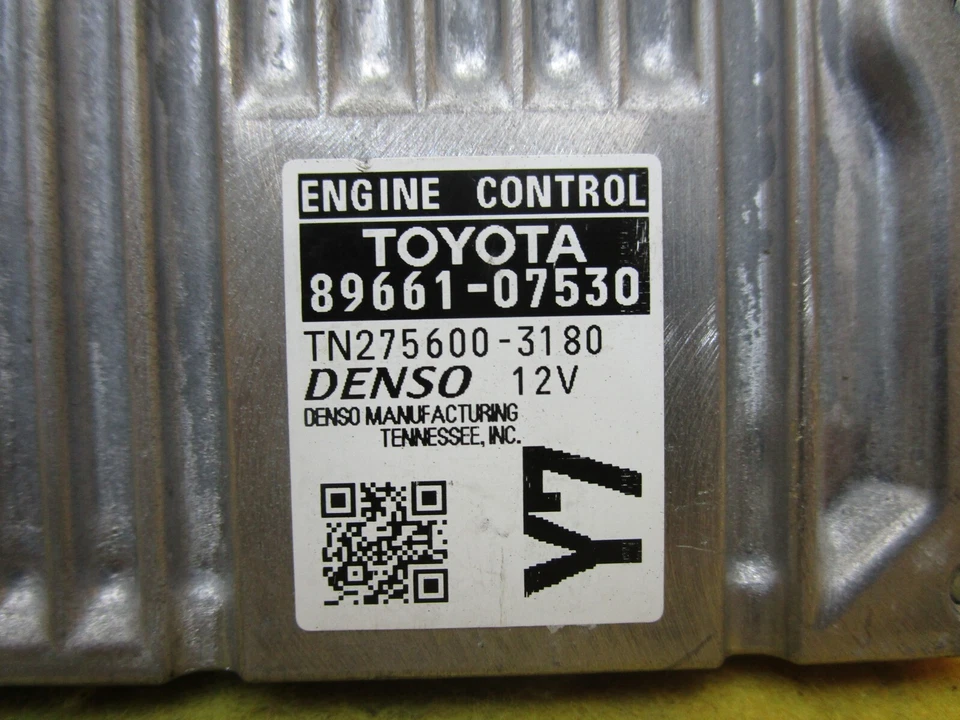 ENGINE CONTROL
TOYOTA
89661-07530
TN275600-3180
DENSO 12V
DENSO MANUFACTURING
TENNESSEE, INC.
Y7